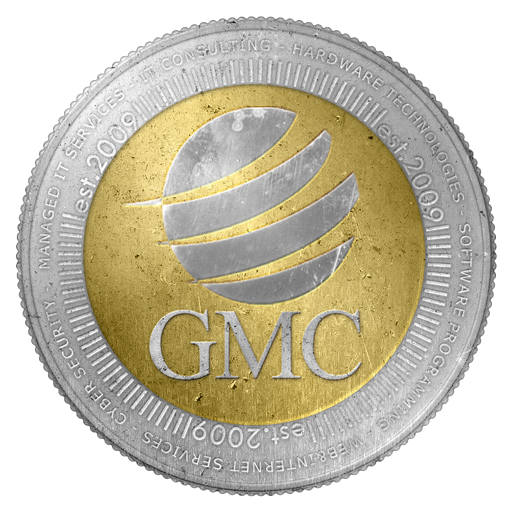 IT CONSULTING - HARDWARE TECHNOLOGIES - SOFTWARE PROGRAMMING - WEB&INTERNET SERVICES - CYBER SECURITY - MANAGED IT SERVICES -
est.2009
est.2009
est.2009
GMC